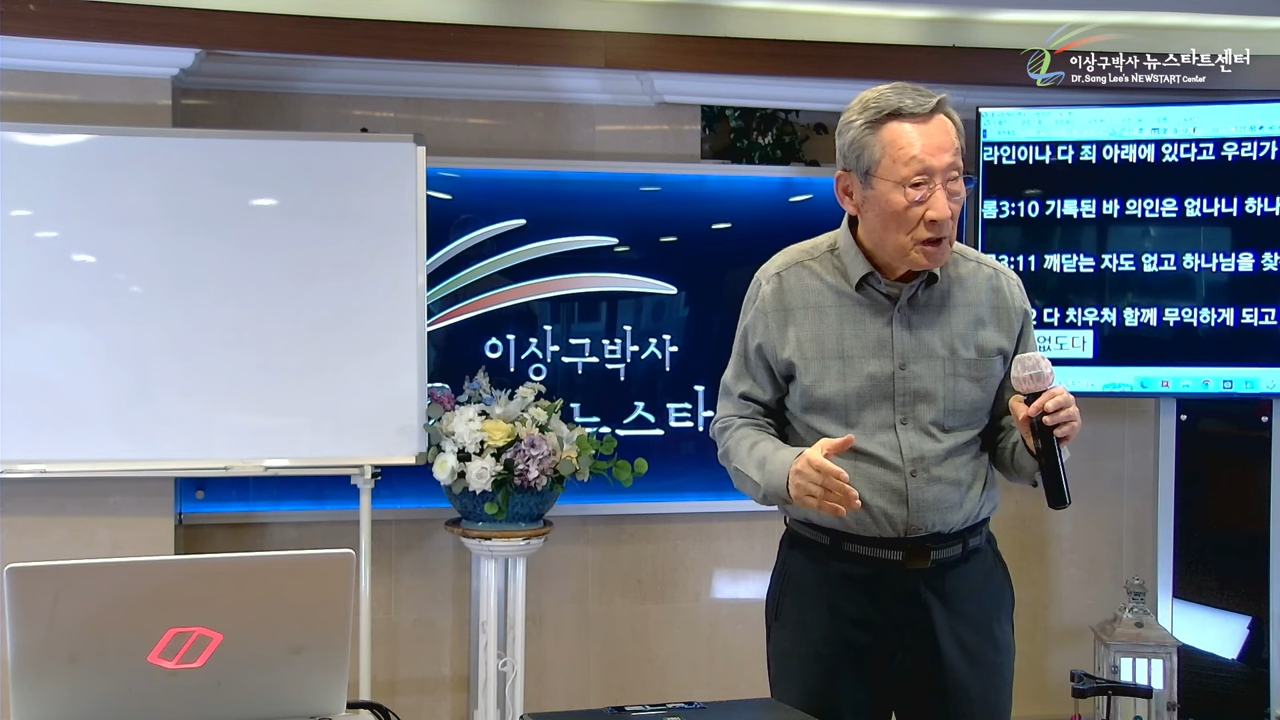 이상구박사 뉴스타트센터
Dr. Sang Lee's NEWSTART Center
라인이나 다 죄 아래에 있다고 우리가
롬3:10 기록된 바 의인은 없나니 하나
3:11 깨닫는 자도 없고 하나님을 찾
2 다 치우쳐 함께 무익하게 되고
없도다
이상구박사
뉴스타